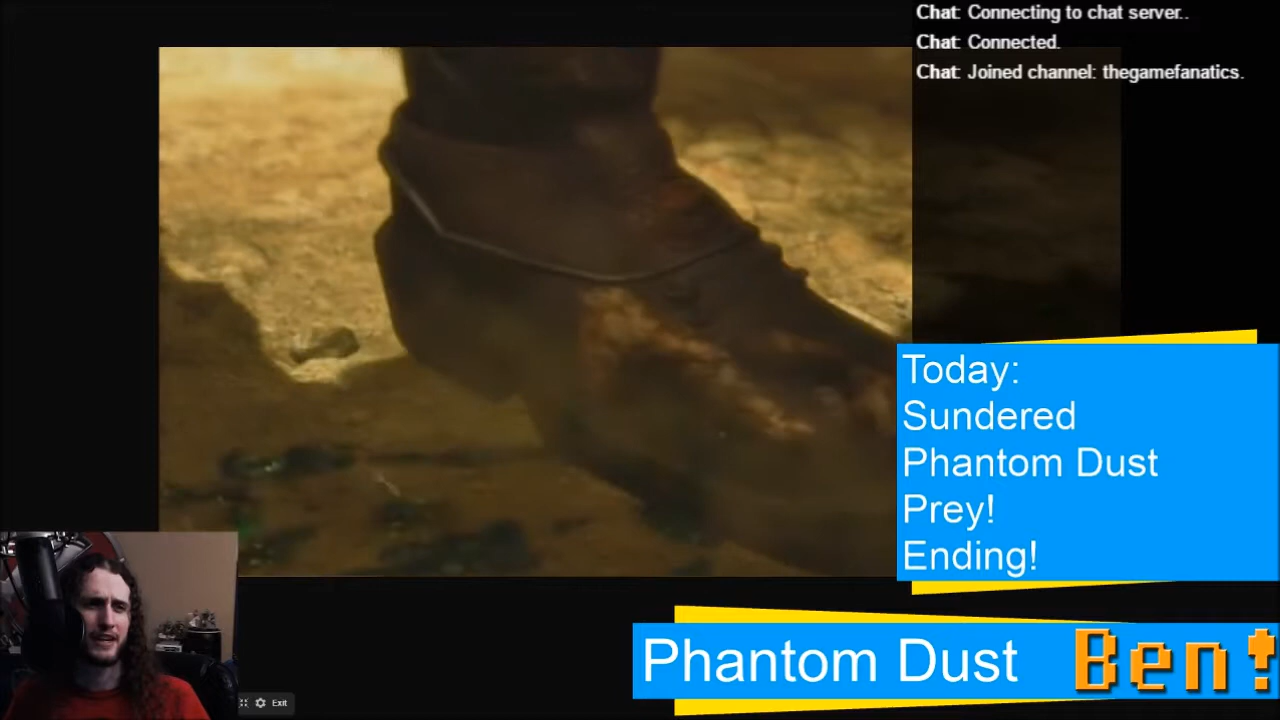 Chat: Connecting to chat server..
Chat: Connected.
Chat: Joined channel: thegamefanatics.
Today:
Sundered
Phantom Dust
Prey!
Ending!
Phantom Dust Ben!
Exit